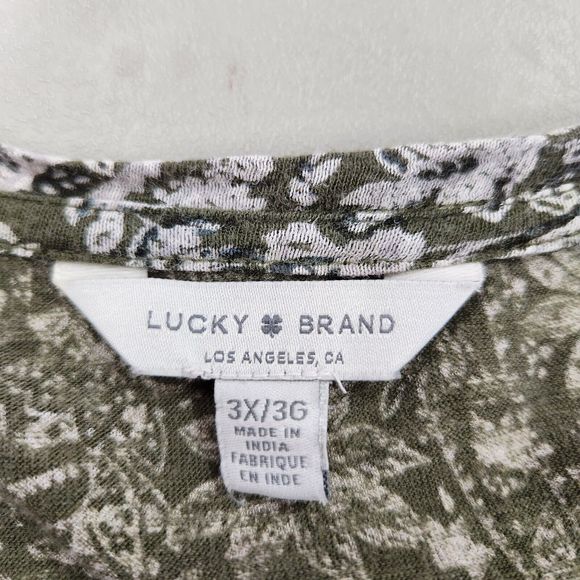 LUCKY BRAND
LOS ANGELES, CA
3X/3G
MADE IN
INDIA
FABRIQUE
EN INDE